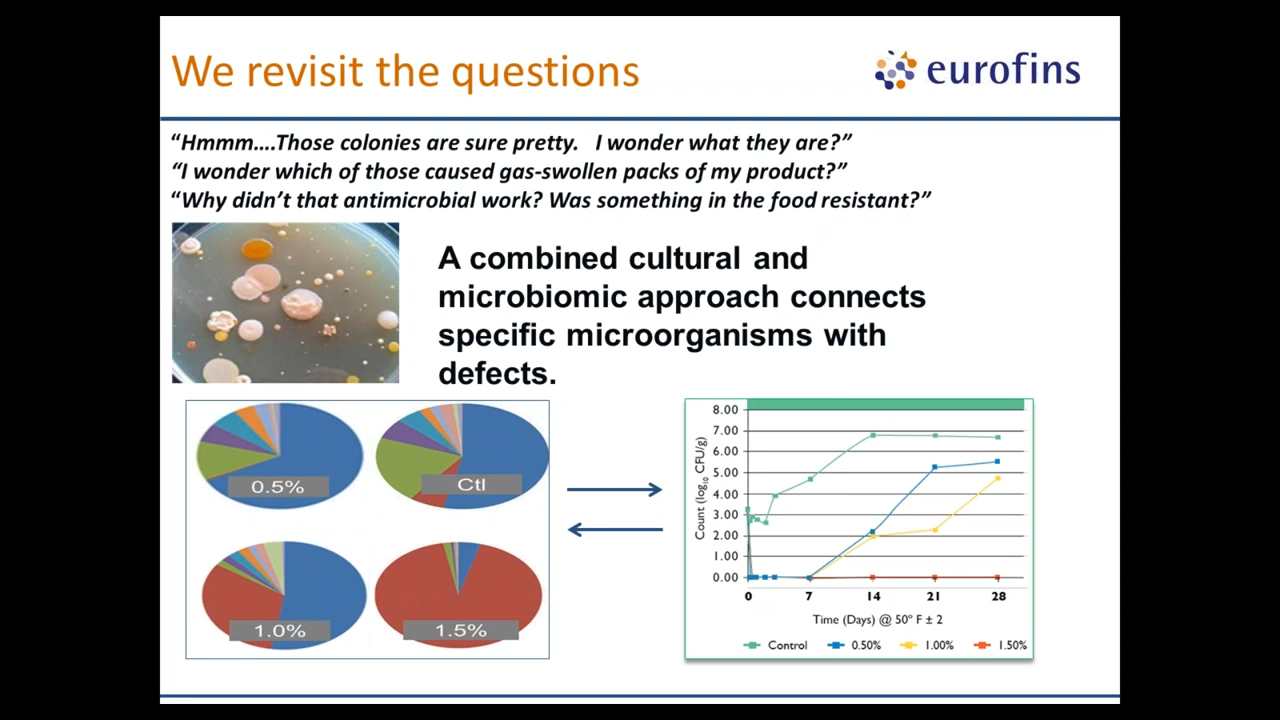 We revisit the questions
eurofins
“Hmmm….Those colonies are sure pretty. I wonder what they are?”
“I wonder which of those caused gas-swollen packs of my product?”
“Why didn’t that antimicrobial work? Was something in the food resistant?”
A combined cultural and
microbiomic approach connects
specific microorganisms with
defects.
0.5%
Ctl
1.0%
1.5%
Count (log10 CFU/g)
8.00
7.00
6.00
5.00
4.00
3.00
2.00
1.00
0.00
0 7 14 21 28
Time (Days) @ 50º F ± 2
Control 0.50% 1.00% 1.50%